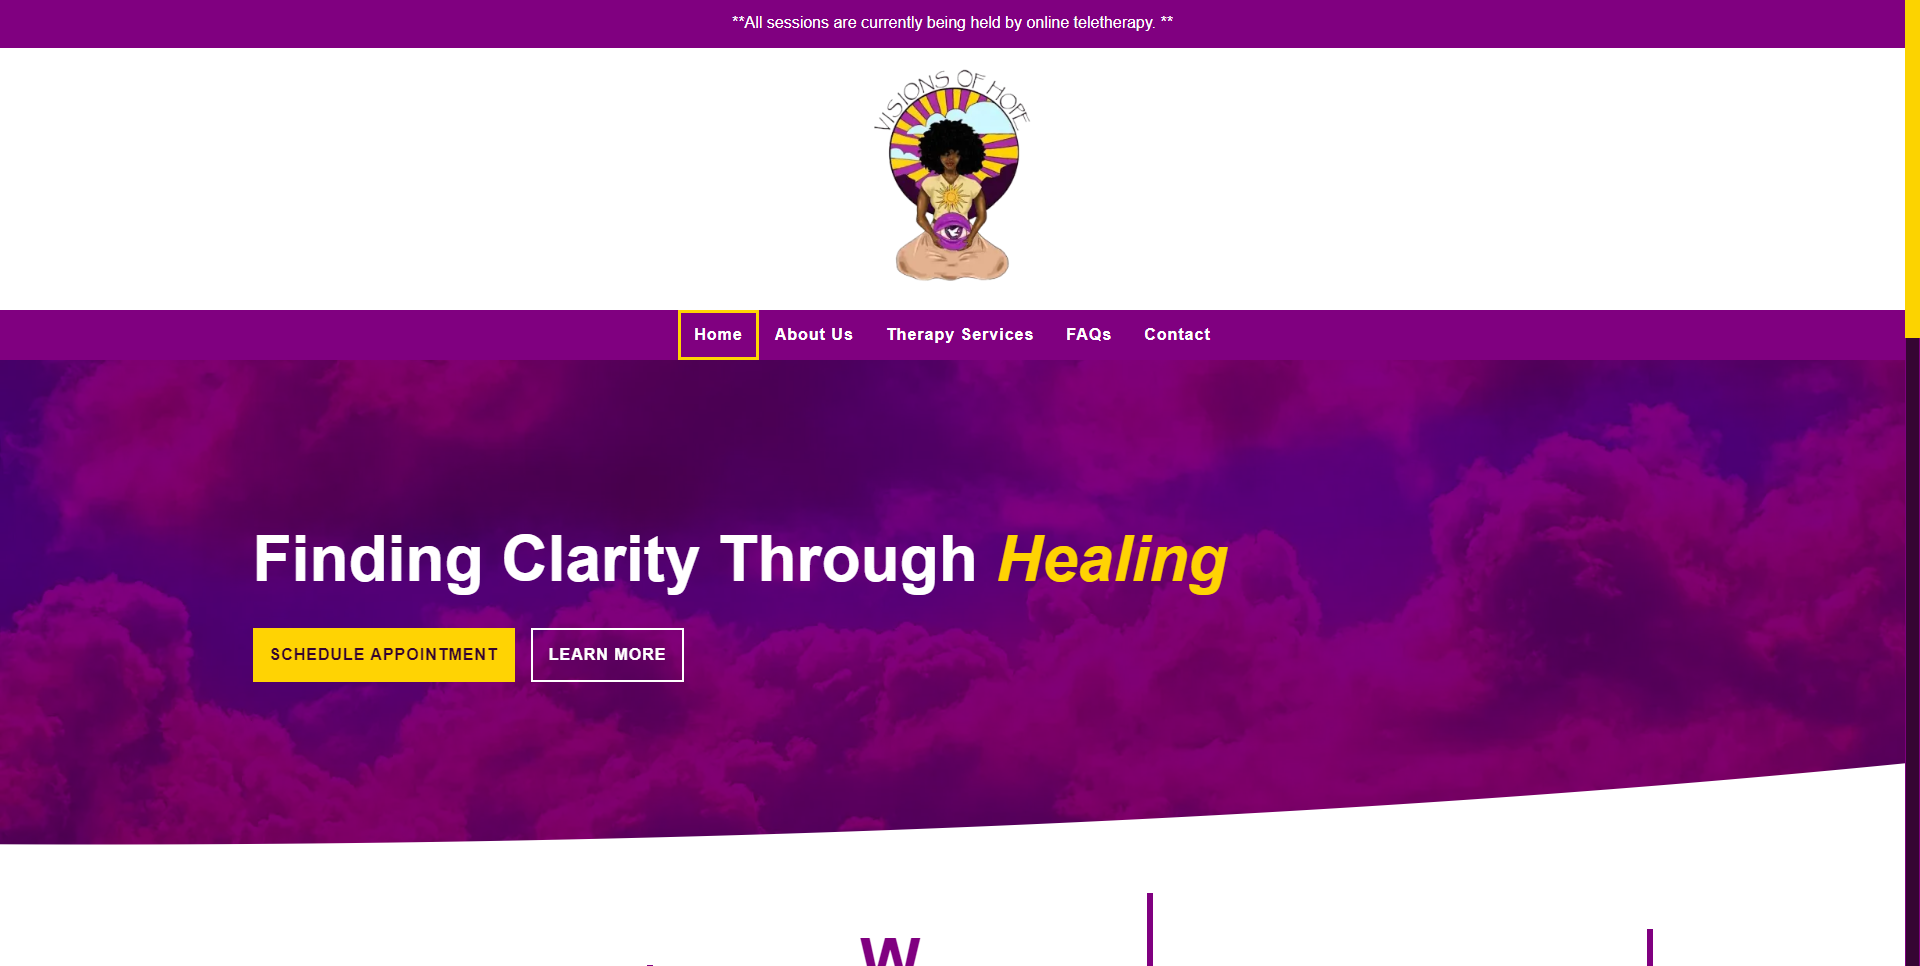 **All sessions are currently being held by online teletherapy. **
VISIONS OF HOPE
Home About Us Therapy Services FAQs Contact
Finding Clarity Through Healing
SCHEDULE APPOINTMENT LEARN MORE
W